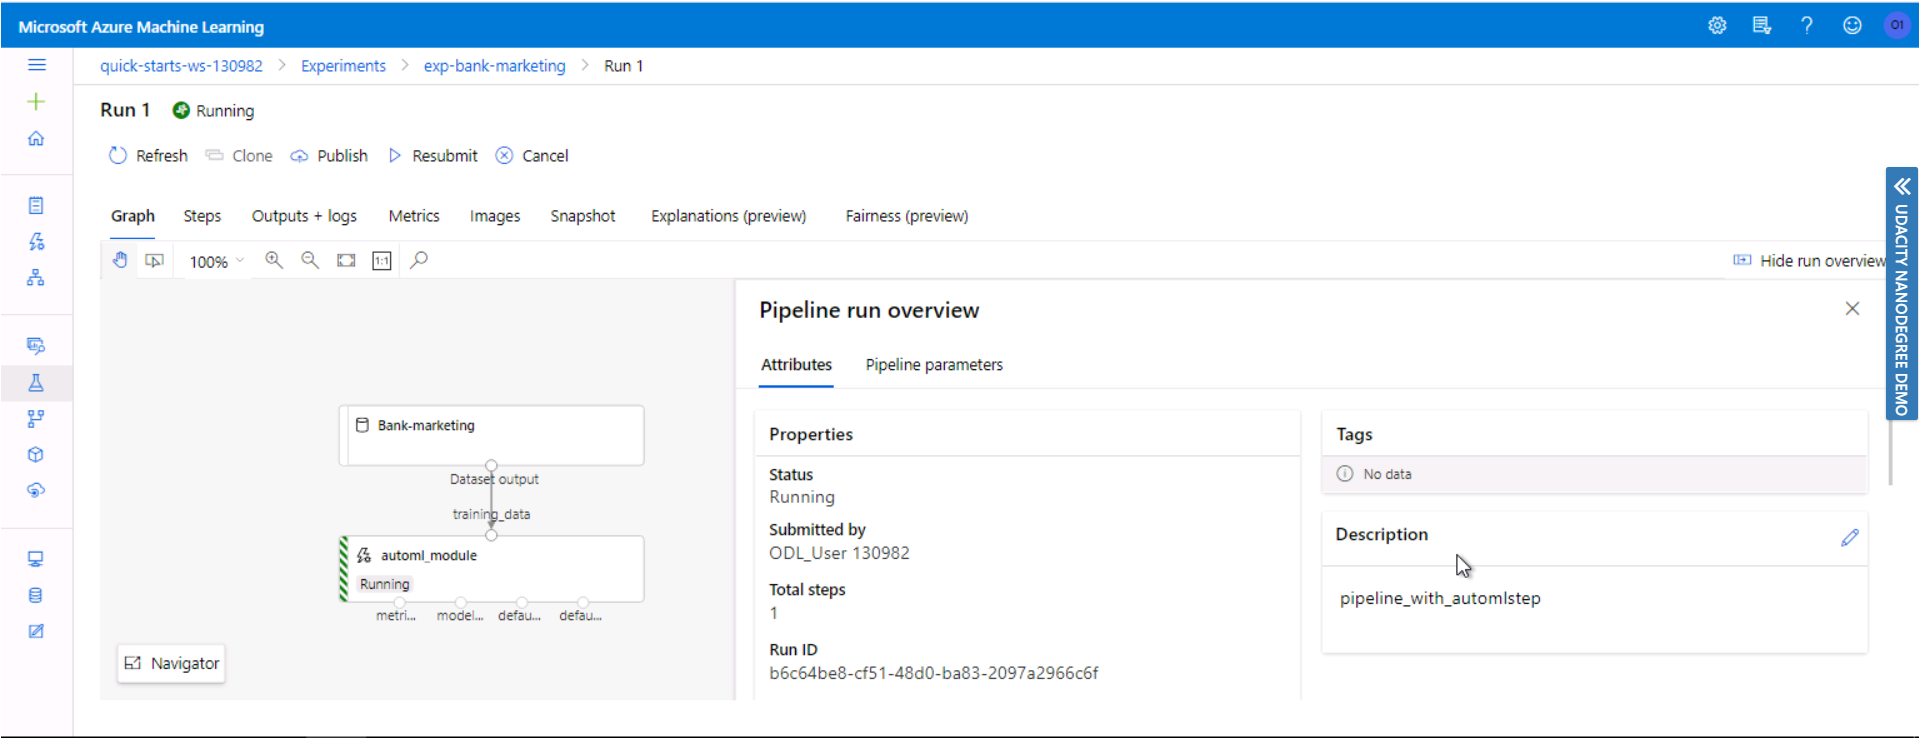 Microsoft Azure Machine Learning
O1
quick-starts-ws-130982 > Experiments > exp-bank-marketing > Run 1
Run 1 Running
Refresh Clone Publish Resubmit Cancel
Graph Steps Outputs + logs Metrics Images Snapshot Explanations (preview) Fairness (preview)
100% 1:1 Hide run overview
Pipeline run overview
Attributes Pipeline parameters
Bank-marketing
Dataset output
training_data
automl_module
Running
metri... model... defau... defau...
Navigator
Properties
Status
Running
Submitted by
ODL_User 130982
Total steps
1
Run ID
b6c64be8-cf51-48d0-ba83-2097a2966c6f
Tags
No data
Description
pipeline_with_automlstep
UDACITY NANODEGREE DEMO